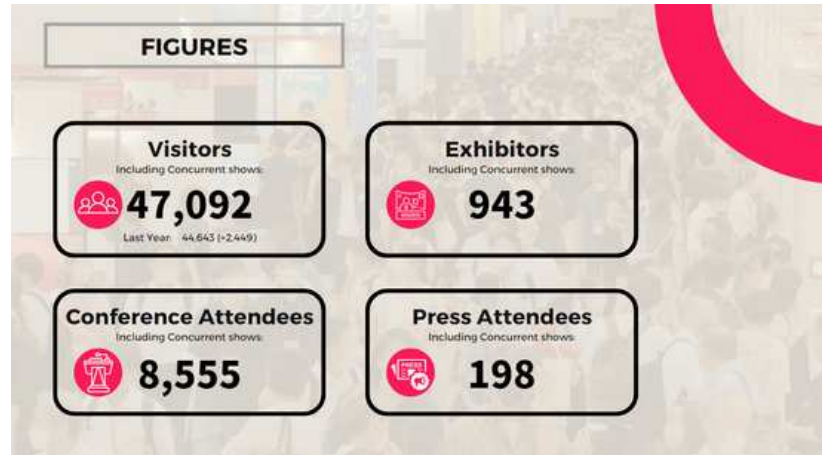 FIGURES
Visitors
Including Concurrent shows:
47,092
Last Year: 44,643 (+2,449)
Exhibitors
Including Concurrent shows:
943
Conference Attendees
Including Concurrent shows:
8,555
Press Attendees
Including Concurrent shows:
PRESS
198